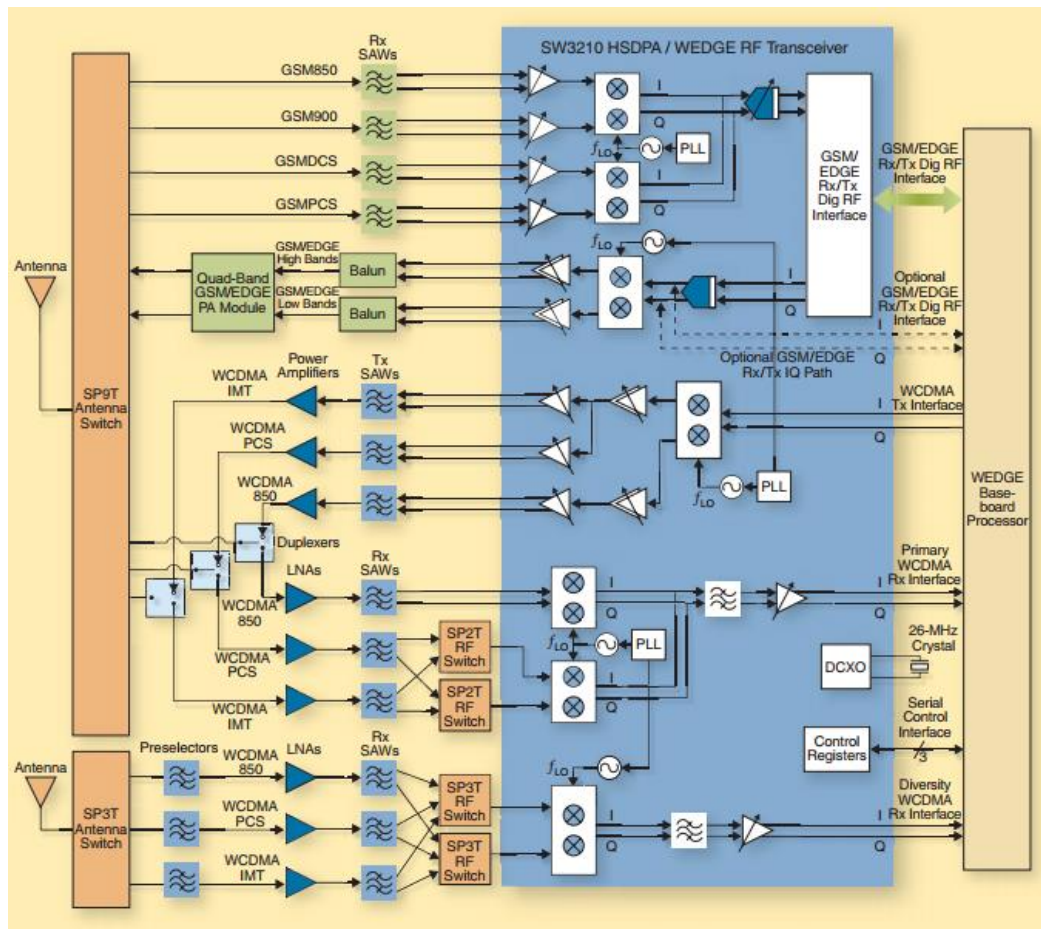 SW3210 HSDPA / WEDGE RF Transceiver
Rx
SAWs
GSM850
GSM900
GSMDCS
GSMPCS
I
Q
fLO
PLL
I
Q
GSM/
EDGE
Rx/Tx
Dig RF
Interface
GSM/EDGE
Rx/Tx Dig RF
Interface
Antenna
SP9T
Antenna
Switch
Quad-Band
GSM/EDGE
PA Module
GSM/EDGE
High Bands
Balun
GSM/EDGE
Low Bands
Balun
fLO
I
Q
Optional
GSM/EDGE
Rx/Tx Dig RF
Interface
I
Q
Optional GSM/EDGE
Rx/Tx IQ Path
Power
Amplifiers
Tx
SAWs
WCDMA
IMT
WCDMA
PCS
WCDMA
850
fLO
PLL
WCDMA
Tx Interface
I
Q
WEDGE
Base-
board
Processor
Duplexers
LNAs
Rx
SAWs
WCDMA
850
WCDMA
PCS
WCDMA
IMT
SP2T
RF
Switch
SP2T
RF
Switch
I
Q
fLO
PLL
I
Q
Primary
WCDMA
Rx Interface
I
Q
26-MHz
Crystal
DCXO
Serial
Control
Interface
3
Control
Registers
Antenna
SP3T
Antenna
Switch
Preselectors
WCDMA
850
LNAs
Rx
SAWs
WCDMA
PCS
WCDMA
IMT
SP3T
RF
Switch
SP3T
RF
Switch
fLO
I
Q
Diversity
WCDMA
Rx Interface
I
Q